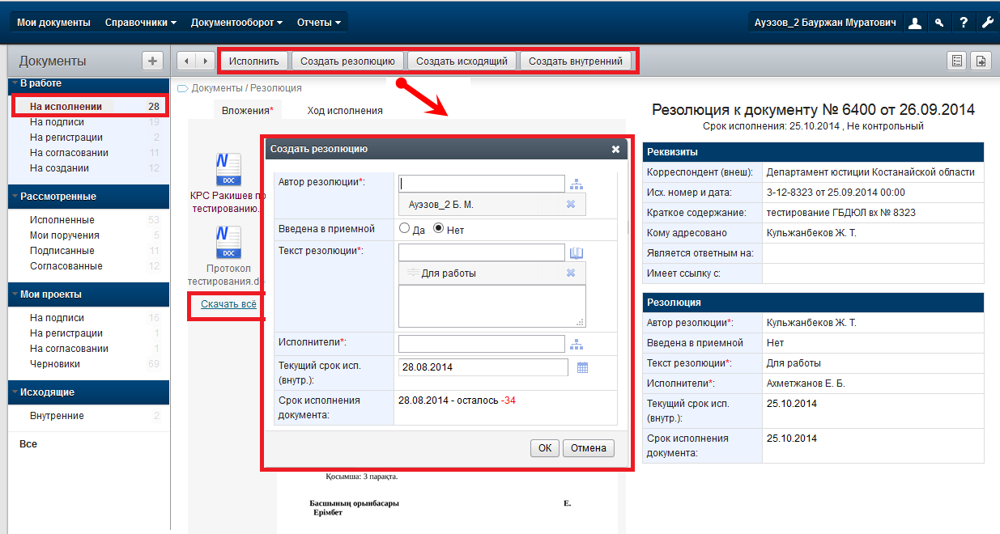 Мои документы Справочники Документооборот Отчеты Ауэзов_2 Бауржан Муратович ?
Документы +
В работе
На исполнении 28
На подписи 19
На регистрации 2
На согласовании 11
На создании 12
Рассмотренные
Исполненные 53
Мои поручения 5
Подписанные 11
Согласованные 12
Мои проекты
На подписи 16
На регистрации 1
На согласовании 1
Черновики 69
Исходящие
Внутренние 2
Все
Исполнить Создать резолюцию Создать исходящий Создать внутренний
Документы / Резолюция
Вложения* Ход исполнения
DOC
КРС Ракишев по
тестированию.
DOC
Протокол
тестирования.d
Скачать всё
Создать резолюцию
Автор резолюции*:
Ауэзов_2 Б. М.
Введена в приемной Да Нет
Текст резолюции*:
Для работы
Исполнители*:
Текущий срок исп. 28.08.2014
(внутр.):
Срок исполнения 28.08.2014 - осталось -34
документа:
OK Отмена
Қосымша: 3 парақта.
Басшының орынбасары Е.
Ерімбет
Резолюция к документу № 6400 от 26.09.2014
Срок исполнения: 25.10.2014 , Не контрольный
Реквизиты
Корреспондент (внеш): Департамент юстиции Костанайской области
Исх. номер и дата: 3-12-8323 от 25.09.2014 00:00
Краткое содержание: тестирование ГБДЮЛ вх № 8323
Кому адресовано Кульжанбеков Ж. Т.
Является ответным на:
Имеет ссылку с:
Резолюция
Автор резолюции*: Кульжанбеков Ж. Т.
Введена в приемной Нет
Текст резолюции*: Для работы
Исполнители*: Ахметжанов Е. Б.
Текущий срок исп. 25.10.2014
(внутр.):
Срок исполнения 25.10.2014
документа: